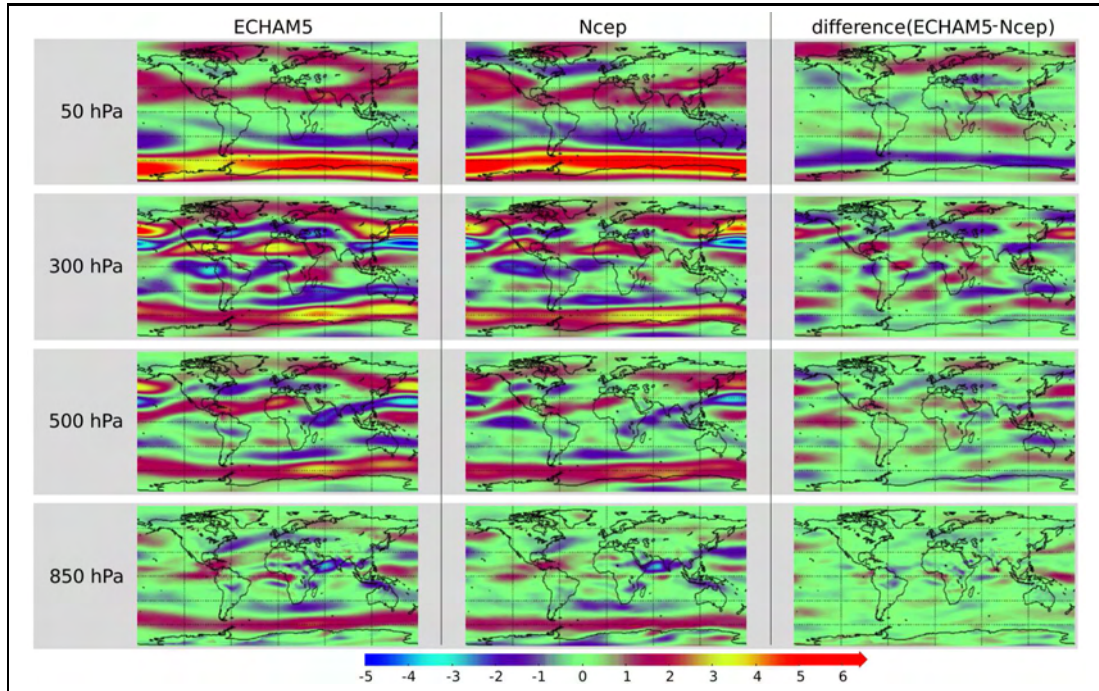 ECHAM5 Ncep difference(ECHAM5-Ncep)
50 hPa
300 hPa
500 hPa
850 hPa
-5 -4 -3 -2 -1 0 1 2 3 4 5 6